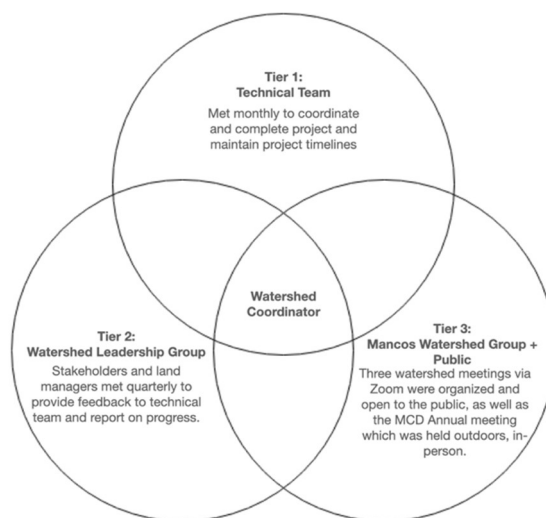 Tier 1:
Technical Team
Met monthly to coordinate
and complete project and
maintain project timelines
Watershed
Coordinator
Tier 2:
Watershed Leadership Group
Stakeholders and land
managers met quarterly to
provide feedback to technical
team and report on progress.
Tier 3:
Mancos Watershed Group +
Public
Three watershed meetings via
Zoom were organized and
open to the public, as well as
the MCD Annual meeting
which was held outdoors, in-
person.